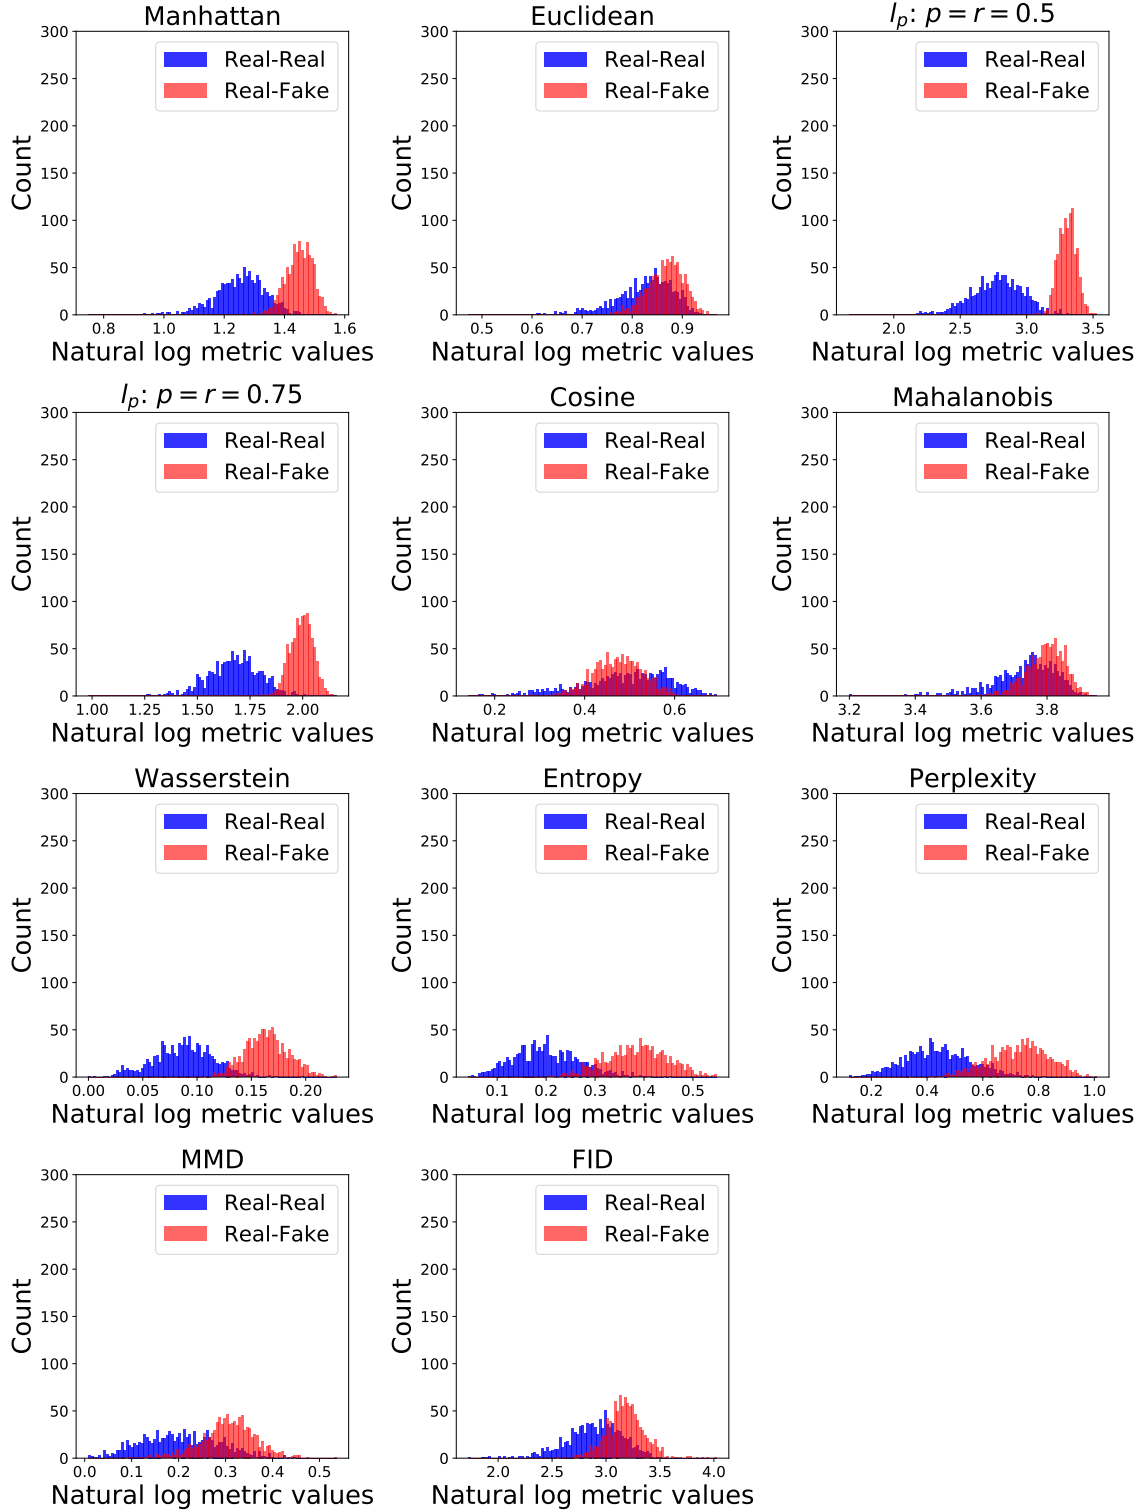 Manhattan
300
250
200
150
100
50
0
Count
Real-Real
Real-Fake
0.8 1.0 1.2 1.4 1.6
Natural log metric values
Euclidean
300
250
200
150
100
50
0
Count
Real-Real
Real-Fake
0.5 0.6 0.7 0.8 0.9
Natural log metric values
lₚ: p = r = 0.5
300
250
200
150
100
50
0
Count
Real-Real
Real-Fake
2.0 2.5 3.0 3.5
Natural log metric values
lₚ: p = r = 0.75
300
250
200
150
100
50
0
Count
Real-Real
Real-Fake
1.00 1.25 1.50 1.75 2.00
Natural log metric values
Cosine
300
250
200
150
100
50
0
Count
Real-Real
Real-Fake
0.2 0.4 0.6
Natural log metric values
Mahalanobis
300
250
200
150
100
50
0
Count
Real-Real
Real-Fake
3.2 3.4 3.6 3.8
Natural log metric values
Wasserstein
300
250
200
150
100
50
0
Count
Real-Real
Real-Fake
0.00 0.05 0.10 0.15 0.20
Natural log metric values
Entropy
300
250
200
150
100
50
0
Count
Real-Real
Real-Fake
0.1 0.2 0.3 0.4 0.5
Natural log metric values
Perplexity
300
250
200
150
100
50
0
Count
Real-Real
Real-Fake
0.2 0.4 0.6 0.8 1.0
Natural log metric values
MMD
300
250
200
150
100
50
0
Count
Real-Real
Real-Fake
0.0 0.1 0.2 0.3 0.4 0.5
Natural log metric values
FID
300
250
200
150
100
50
0
Count
Real-Real
Real-Fake
2.0 2.5 3.0 3.5 4.0
Natural log metric values